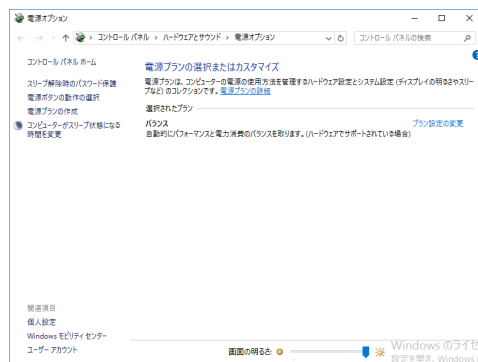 電源オプション
コントロール パネル › ハードウェアとサウンド › 電源オプション
コントロール パネルの検索
コントロール パネル ホーム
スリープ解除時のパスワード保護
電源ボタンの動作の選択
電源プランの作成
コンピューターがスリープ状態になる
時間を変更
電源プランの選択またはカスタマイズ
電源プランは、コンピューターの電源の使用方法を管理するハードウェア設定とシステム設定 (ディスプレイの明るさやスリー
プなど) のコレクションです。電源プランの詳細
選択されたプラン
バランス
プラン設定の変更
自動的にパフォーマンスと電力消費のバランスを取ります。(ハードウェアでサポートされている場合)
関連項目
個人設定
Windows モビリティ センター
ユーザー アカウント
画面の明るさ:
Windows のライセ
設定を開き、Windows